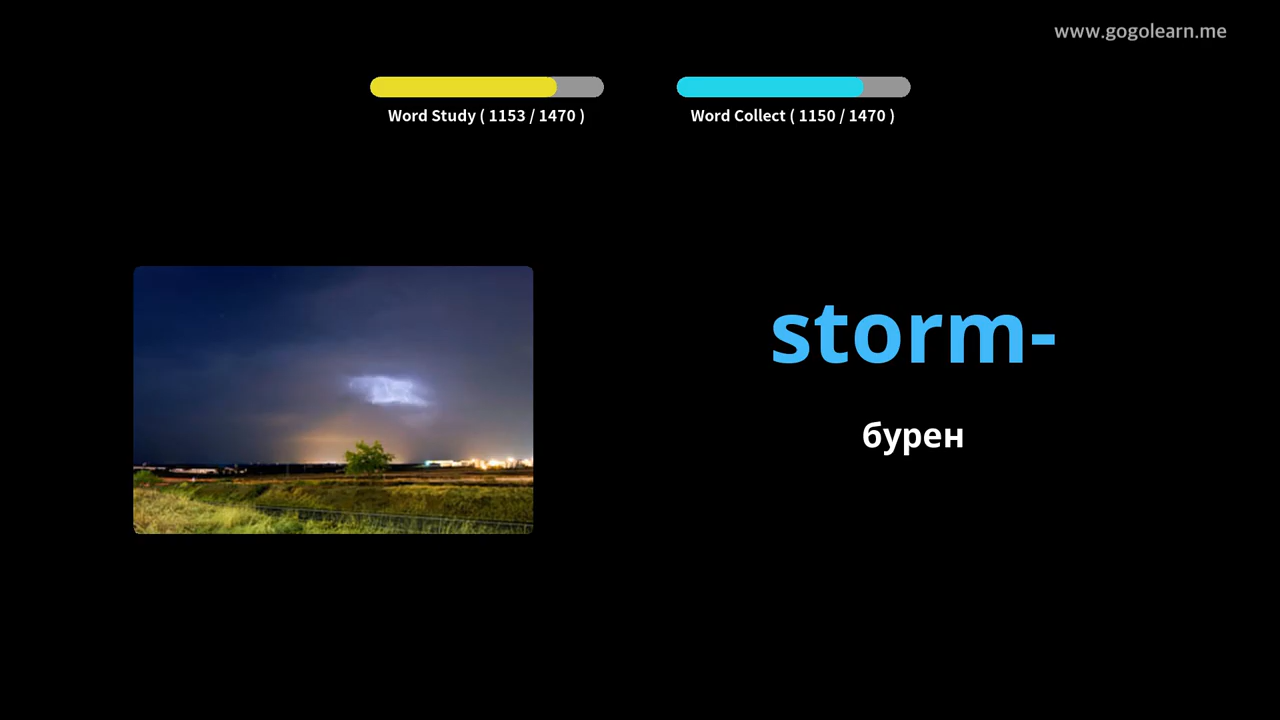 www.gogolearn.me
Word Study ( 1153 / 1470 )
Word Collect ( 1150 / 1470 )
storm-
бурен